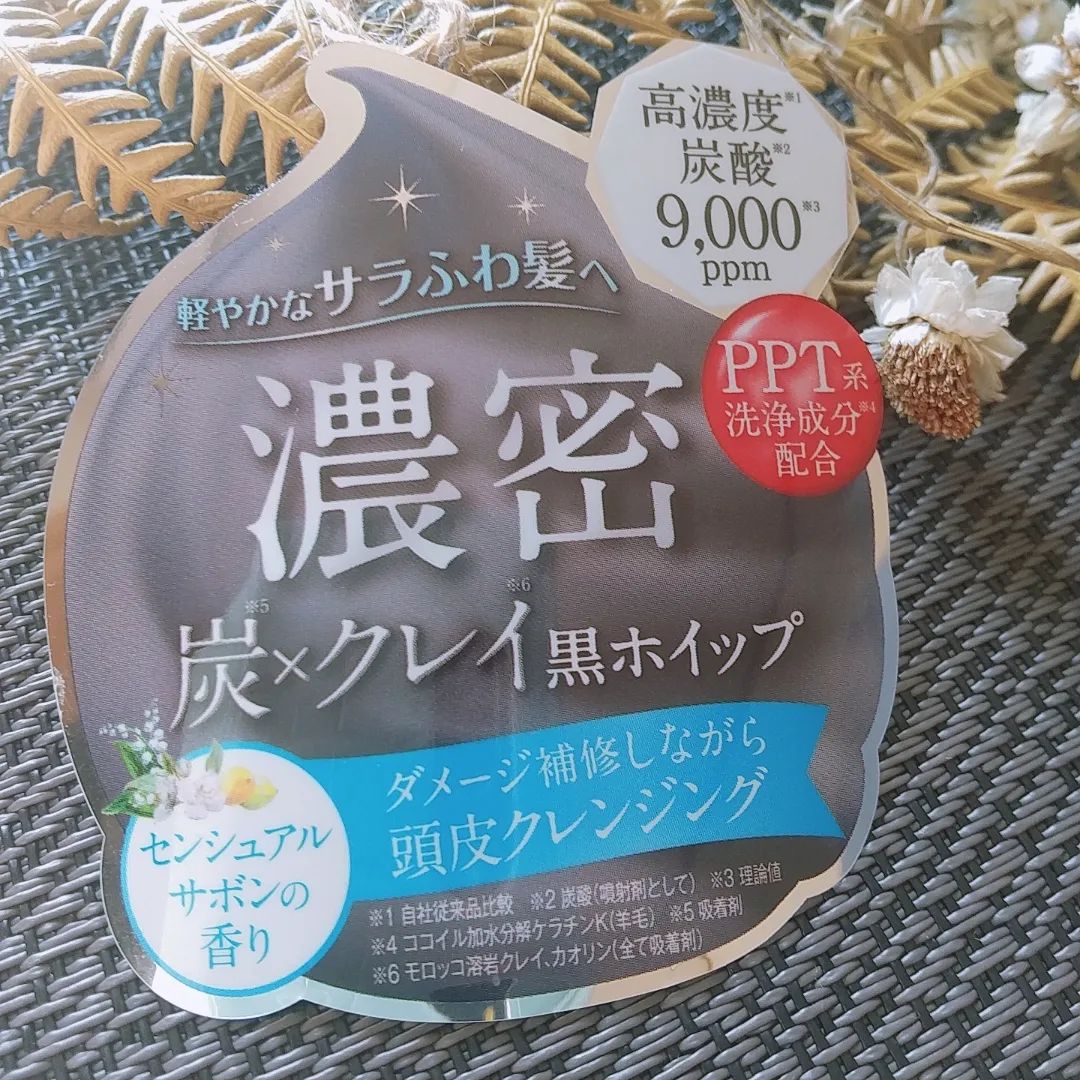 高濃度※1
炭酸※2
9,000※3
ppm
軽やかなサラふわ髪へ
PPT系
洗浄成分※4
配合
濃密
炭※5×クレイ※6黒ホイップ
ダメージ補修しながら
頭皮クレンジング
センシュアル
サボンの
香り
※1 自社従来品比較 ※2 炭酸(噴射剤として) ※3 理論値
※4 ココイル加水分解ケラチンK(羊毛) ※5 吸着剤
※6 モロッコ溶岩クレイ、カオリン(全て吸着剤)